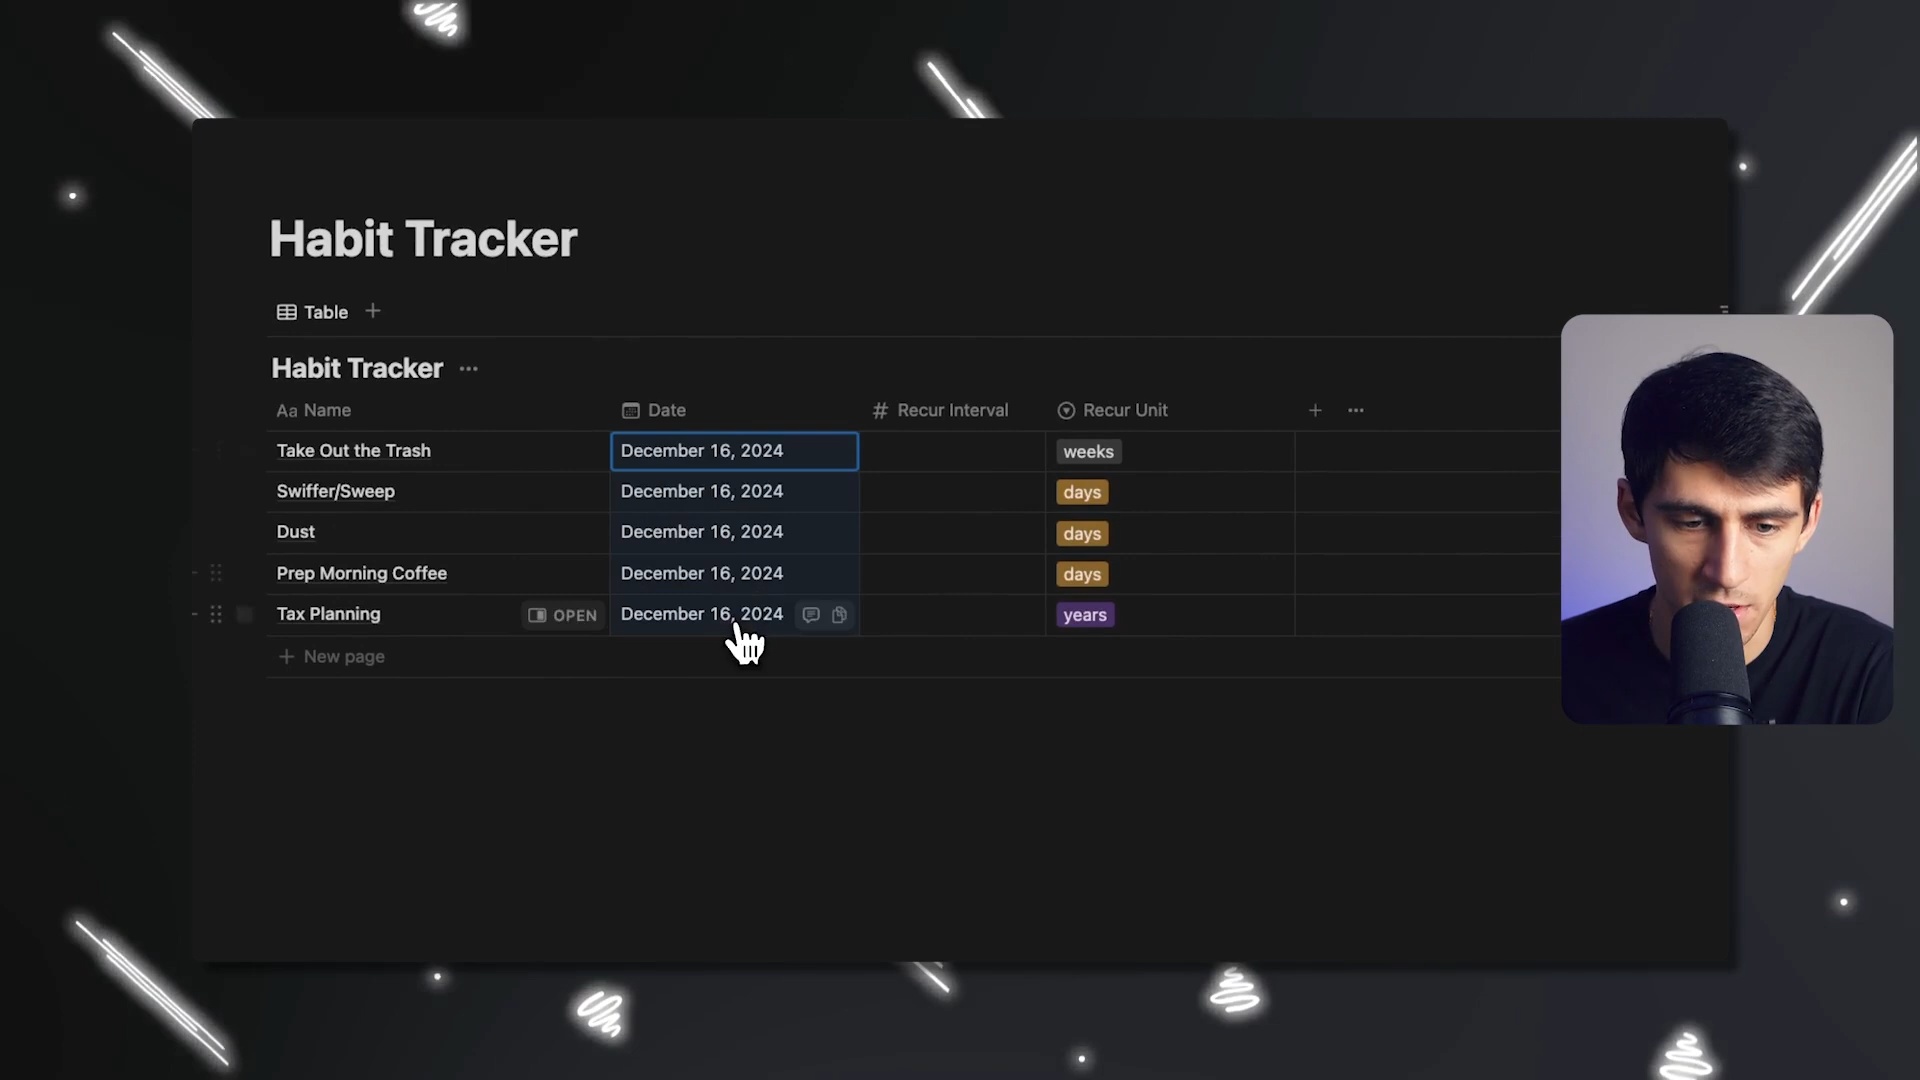 Habit Tracker
Table
Habit Tracker ...
Aa Name Date # Recur Interval Recur Unit + ...
Take Out the Trash December 16, 2024 weeks
Swiffer/Sweep December 16, 2024 days
Dust December 16, 2024 days
Prep Morning Coffee December 16, 2024 days
Tax Planning OPEN December 16, 2024 years
+ New page